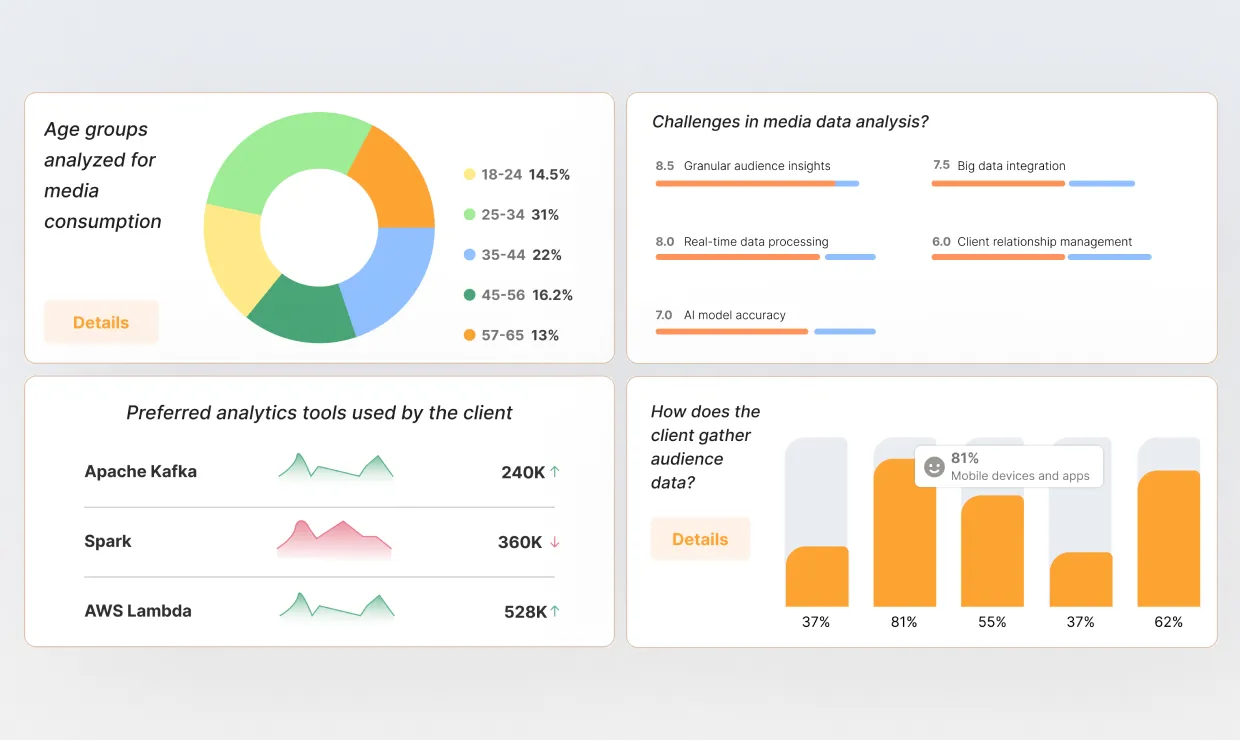 Age groups
analyzed for
media
consumption
Details
18-24 14.5%
25-34 31%
35-44 22%
45-56 16.2%
57-65 13%
Challenges in media data analysis?
8.5 Granular audience insights
7.5 Big data integration
8.0 Real-time data processing
6.0 Client relationship management
7.0 AI model accuracy
Preferred analytics tools used by the client
Apache Kafka 240K ↑
Spark 360K ↓
AWS Lambda 528K ↑
How does the
client gather
audience
data?
Details
81%
Mobile devices and apps
37% 81% 55% 37% 62%